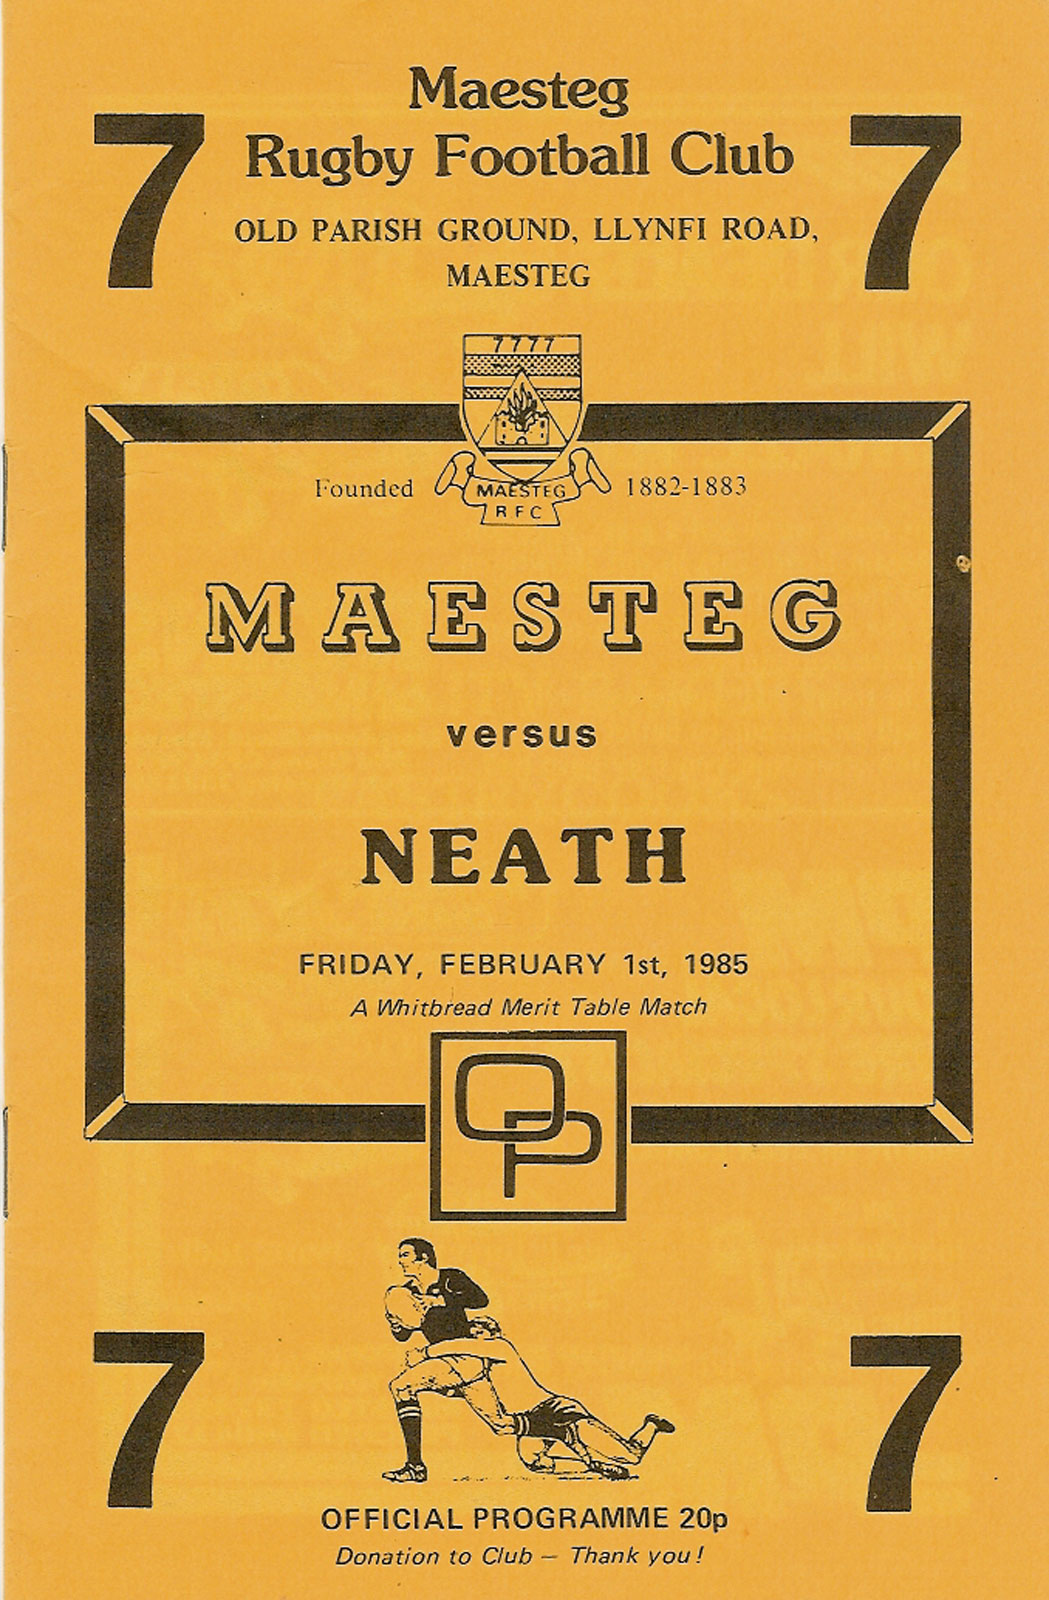 Maesteg
7 Rugby Football Club 7
OLD PARISH GROUND, LLYNFI ROAD,
MAESTEG
7777
Founded MAESTEG 1882-1883
RFC
MAESTEG
versus
NEATH
FRIDAY, FEBRUARY 1st, 1985
A Whitbread Merit Table Match
OP
7 7
OFFICIAL PROGRAMME 20p
Donation to Club — Thank you!